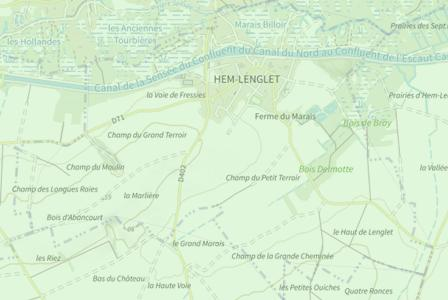 Prairies des Sept
Marais Billoir
les Anciennes
Tourbières
les Hollandes
Canal de la Sensée du Confluent du Canal du Nord au Confluent de l'Escaut Ca
HEM-LENGLET
la Voie de Fressies
Prairies d'Hem-Le
D71
Ferme du Marais
Bois de Bray
Champ du Grand Terroir
Champ du Moulin
Bois Delmotte
la Vallée
D402
Champ du Petit Terroir
Champ des Longues Raies
la Marlière
Bois d'Abancourt
le Haut de Lenglet
le Grand Marais
les Riez
Champ de la Grande Cheminée
Bas du Château
la Haute Voie
les Petites Ouiches
Quatre Ronces